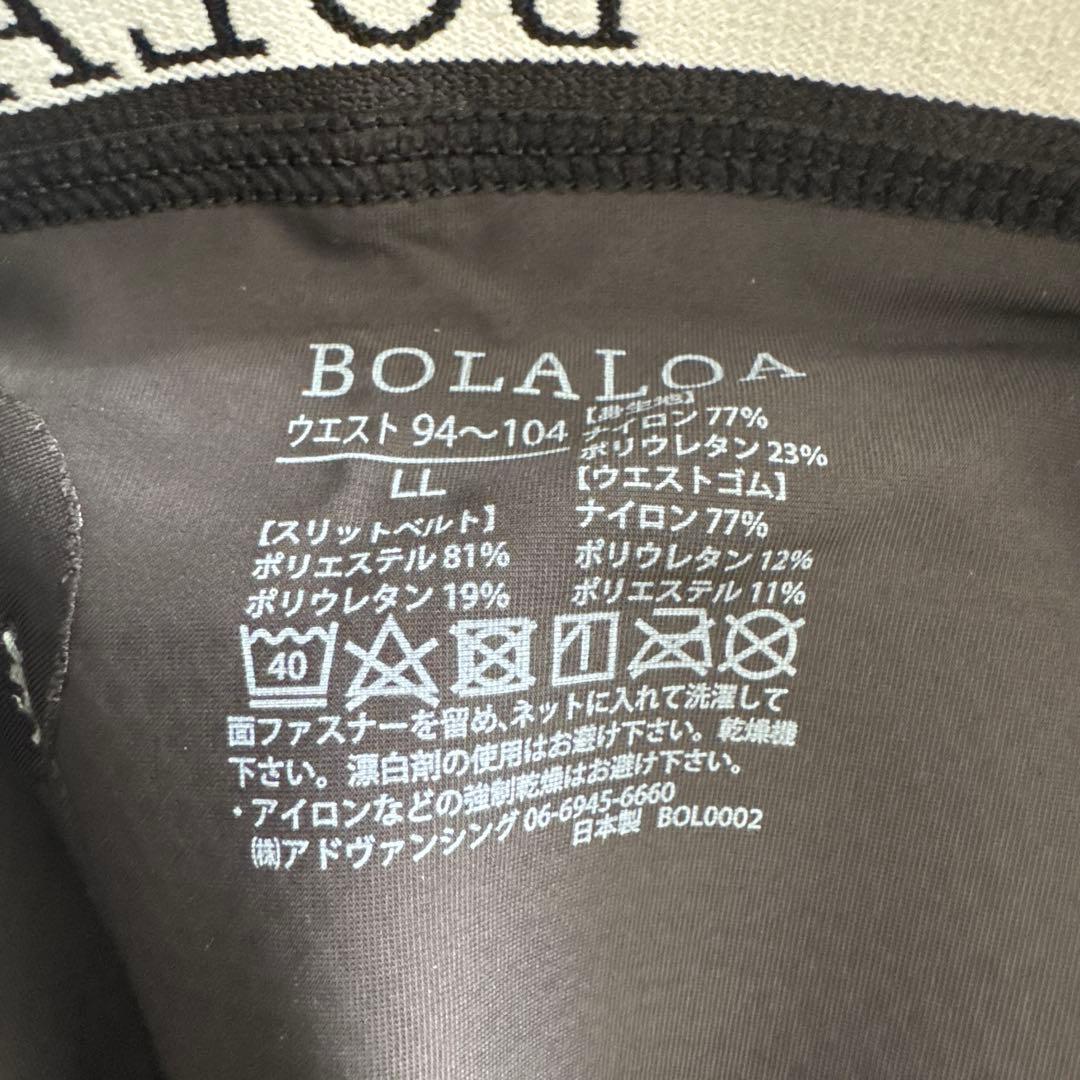 BOLA
BOLALOA
ウエスト 94〜104
LL
【スリットベルト】
ポリエステル 81%
ポリウレタン 19%
【身生地】
ナイロン 77%
ポリウレタン 23%
【ウエストゴム】
ナイロン 77%
ポリウレタン 12%
ポリエステル 11%
40
面ファスナーを留め、ネットに入れて洗濯して
下さい。漂白剤の使用はお避け下さい。乾燥機
・アイロンなどの強制乾燥はお避け下さい。
㈱アドヴァンシング 06-6945-6660
日本製 BOL0002